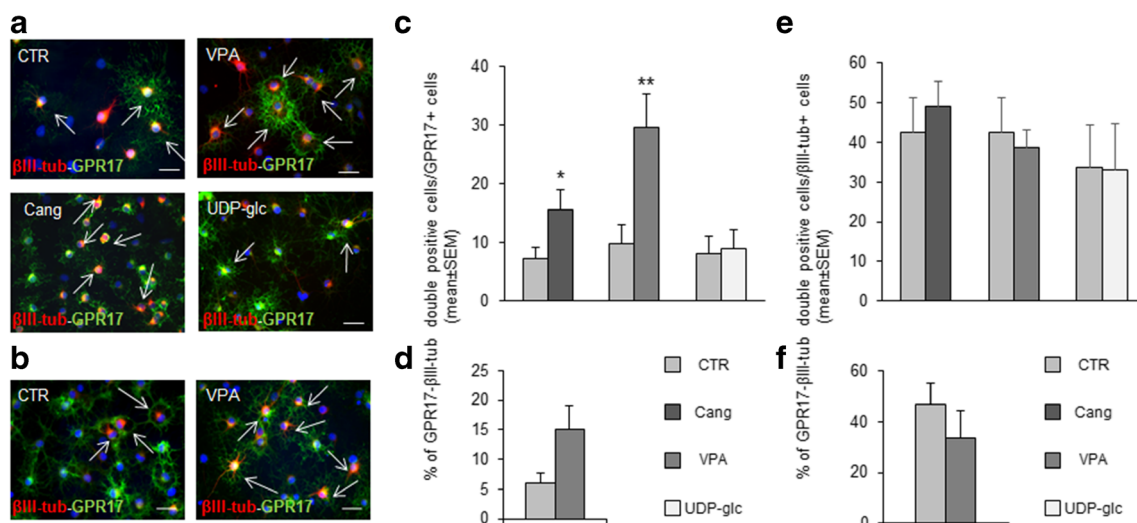 a
CTR
βIII-tub-GPR17
VPA
βIII-tub-GPR17
Cang
βIII-tub-GPR17
UDP-glc
βIII-tub-GPR17
b
CTR
βIII-tub-GPR17
VPA
βIII-tub-GPR17
c
% of GPR17-βIII-tub double positive cells/GPR17+ cells
(mean±SEM)
40
30
20
10
0
*
**
d
25
20
15
10
5
0
CTR
Cang
VPA
UDP-glc
e
% of GPR17-βIII-tub double positive cells/βIII-tub+ cells
(mean±SEM)
60
50
40
30
20
10
0
f
60
40
20
0
CTR
Cang
VPA
UDP-glc